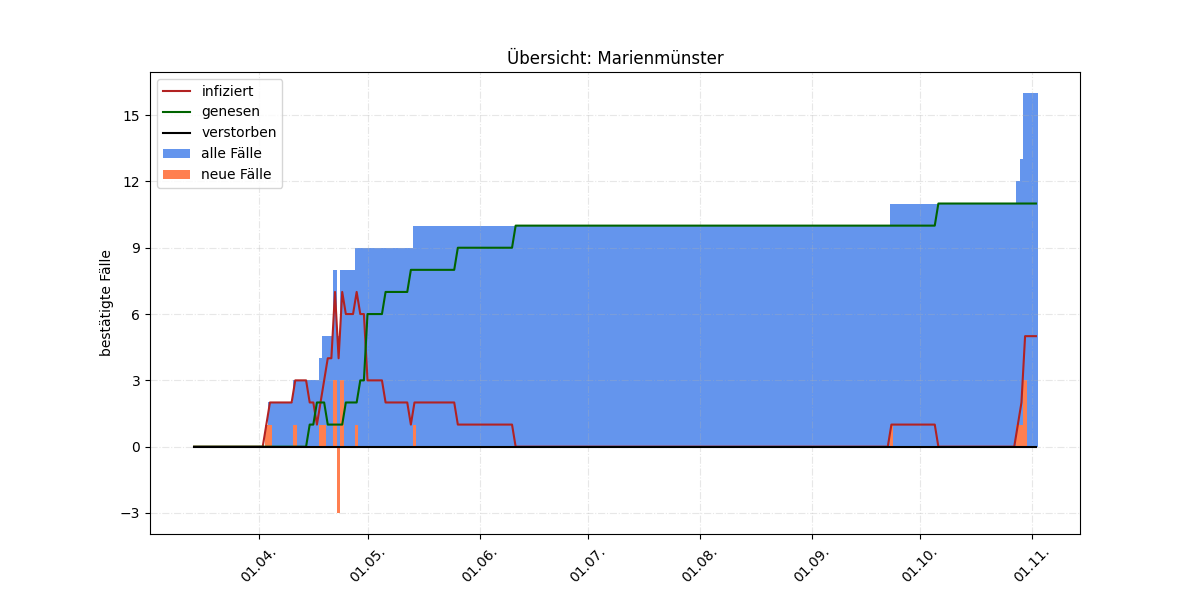 Übersicht: Marienmünster
infiziert
genesen
verstorben
alle Fälle
neue Fälle
bestätigte Fälle
15
12
9
6
3
0
−3
01.04.
01.05.
01.06.
01.07.
01.08.
01.09.
01.10.
01.11.